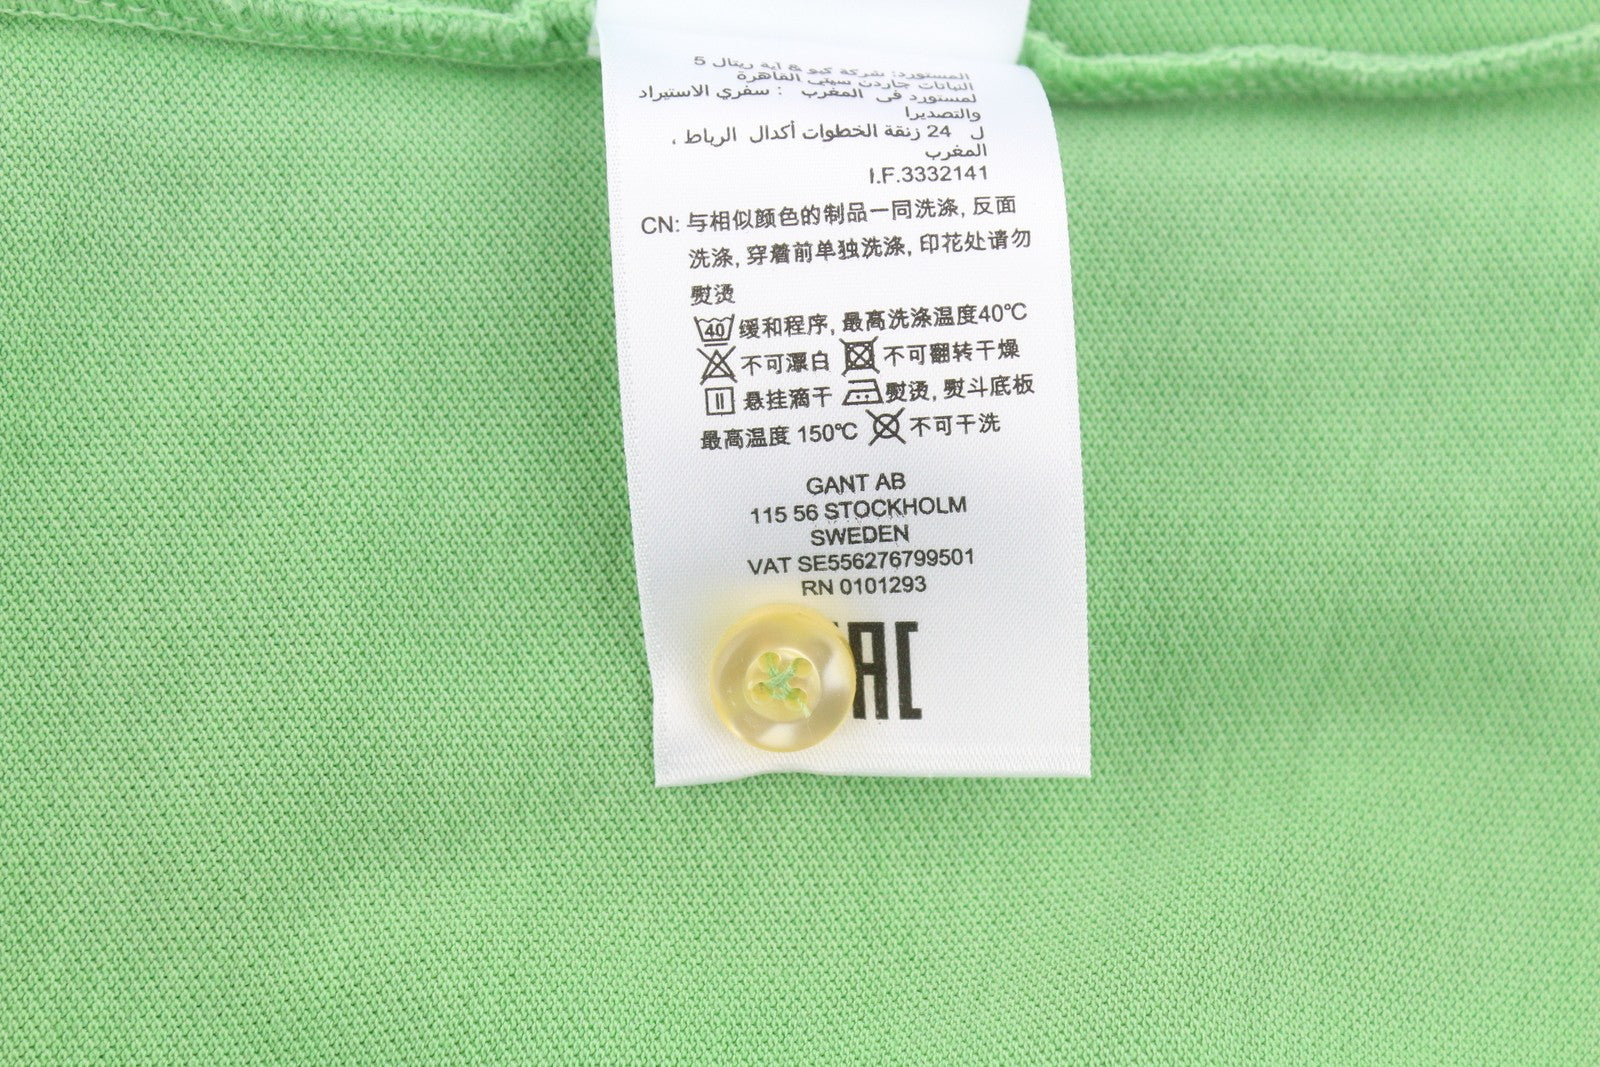 المستورد: شركة كيو & اية ريتال 5
النباتات جاردن سيتى القاهرة
لمستورد فى المغرب : سفري الاستيراد
والتصديرا
ل 24 زنقة الخطوات أكدال الرباط ،
المغرب
I.F.3332141
CN: 与相似颜色的制品一同洗涤, 反面
洗涤, 穿着前单独洗涤, 印花处请勿
熨烫
40 缓和程序, 最高洗涤温度40℃
不可漂白 不可翻转干燥
悬挂滴干 熨烫, 熨斗底板
最高温度 150℃ 不可干洗
GANT AB
115 56 STOCKHOLM
SWEDEN
VAT SE556276799501
RN 0101293